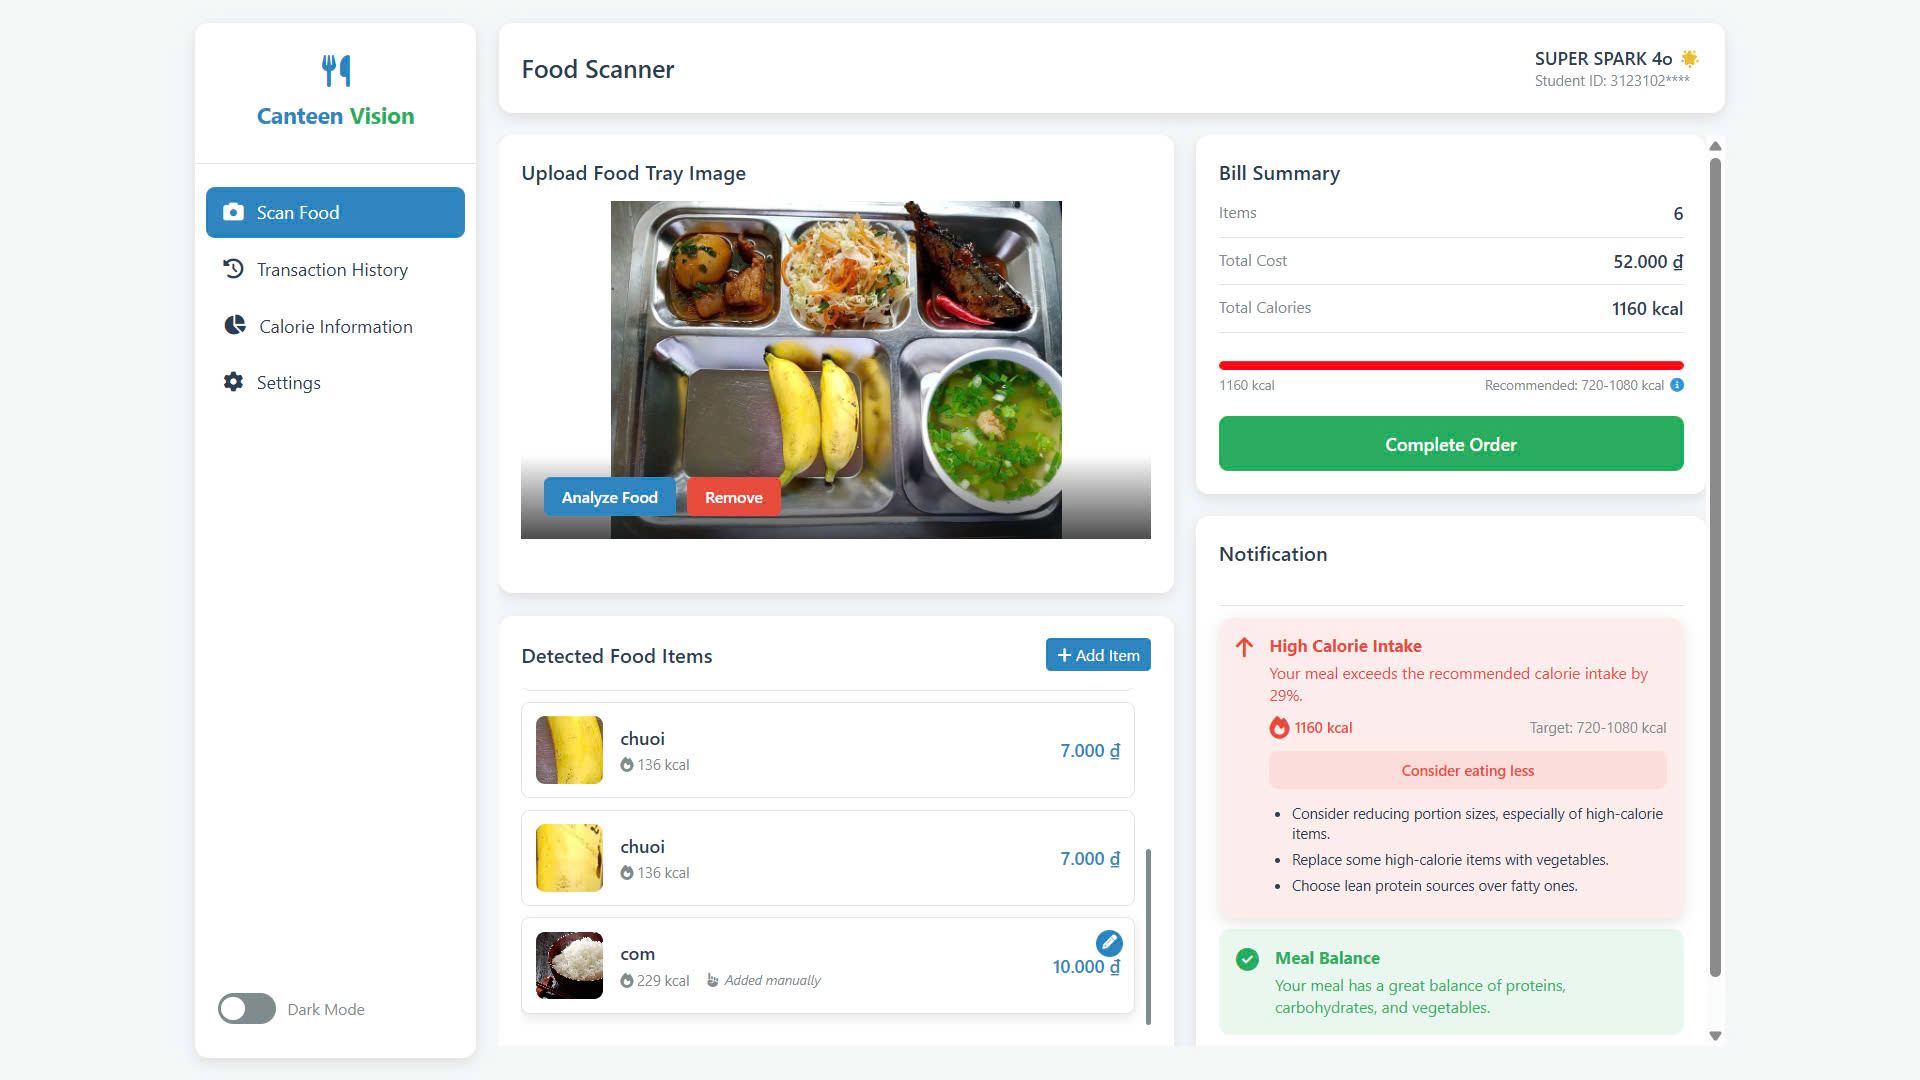 Canteen Vision
Scan Food
Transaction History
Calorie Information
Settings
Dark Mode
Food Scanner
SUPER SPARK 4o 🌟
Student ID: 3123102****
Upload Food Tray Image
Analyze Food
Remove
Detected Food Items
+ Add Item
chuoi
136 kcal
7.000 ₫
chuoi
136 kcal
7.000 ₫
com
229 kcal
Added manually
10.000 ₫
Bill Summary
Items
6
Total Cost
52.000 ₫
Total Calories
1160 kcal
1160 kcal
Recommended: 720-1080 kcal
Complete Order
Notification
High Calorie Intake
Your meal exceeds the recommended calorie intake by
29%.
1160 kcal
Target: 720-1080 kcal
Consider eating less
• Consider reducing portion sizes, especially of high-calorie
items.
• Replace some high-calorie items with vegetables.
• Choose lean protein sources over fatty ones.
Meal Balance
Your meal has a great balance of proteins,
carbohydrates, and vegetables.